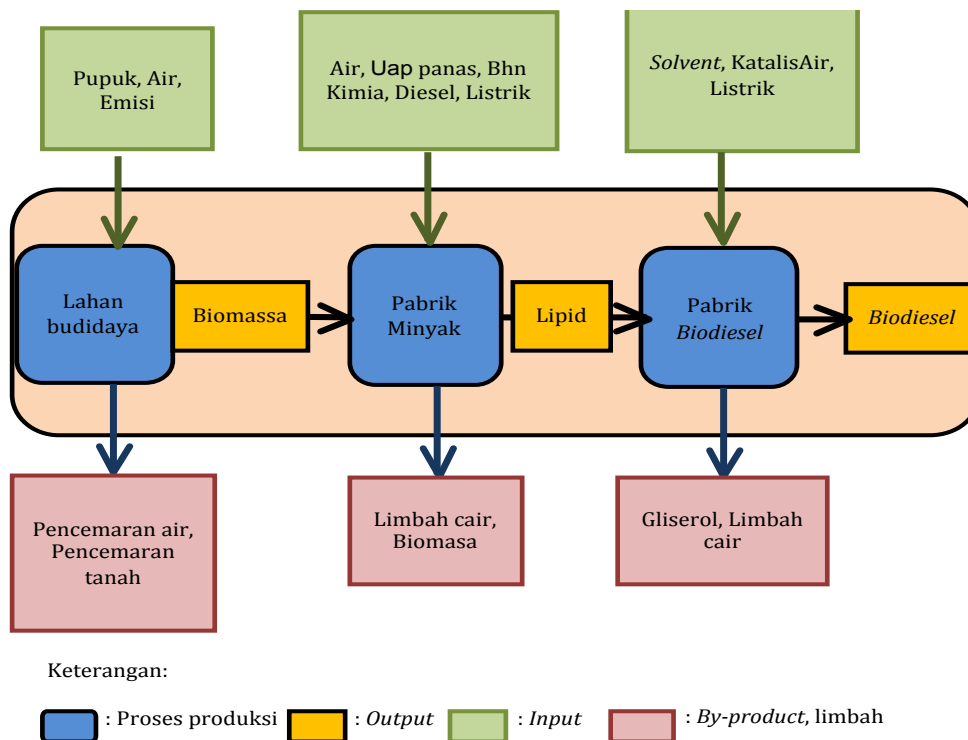 Pupuk, Air,
Emisi
Air, Uap panas, Bhn
Kimia, Diesel, Listrik
Solvent, KatalisAir,
Listrik
Lahan
budidaya
Biomassa
Pabrik
Minyak
Lipid
Pabrik
Biodiesel
Biodiesel
Pencemaran air,
Pencemaran
tanah
Limbah cair,
Biomasa
Gliserol, Limbah
cair
Keterangan:
: Proses produksi
: Output
: Input
: By-product, limbah